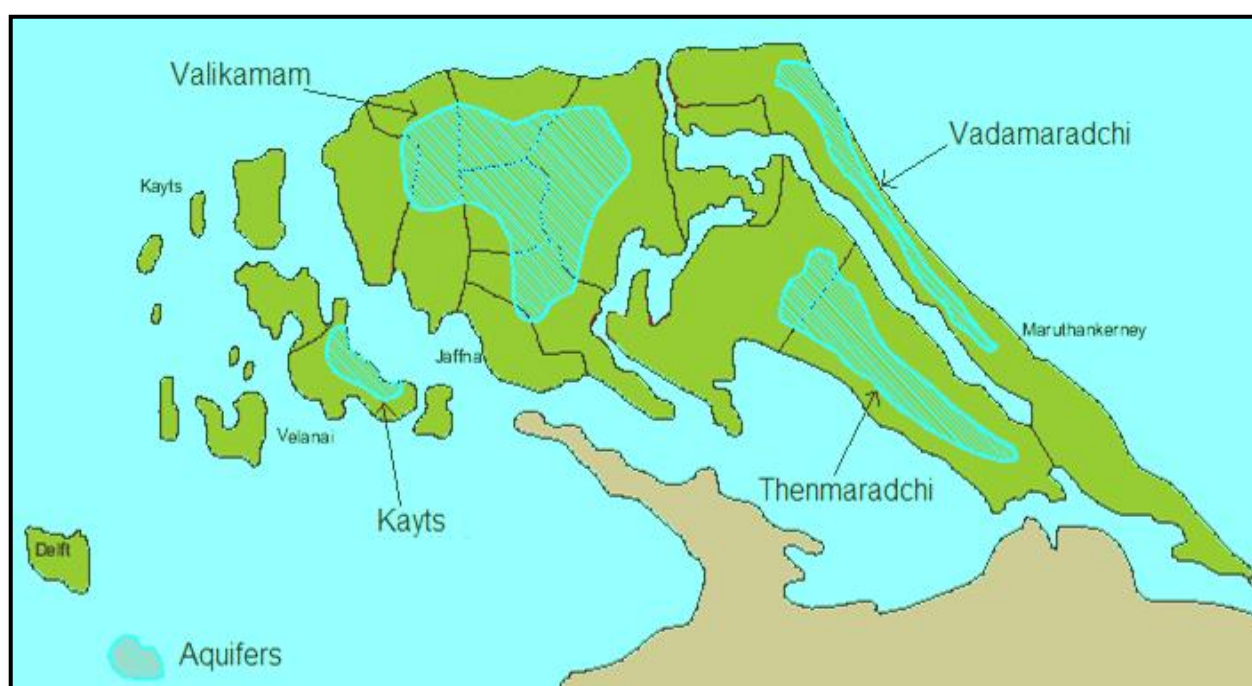 Valikamam
Vadamaradchi
Kayts
Maruthankerney
Jaffna
Velanai
Thenmaradchi
Kayts
Delft
Aquifers